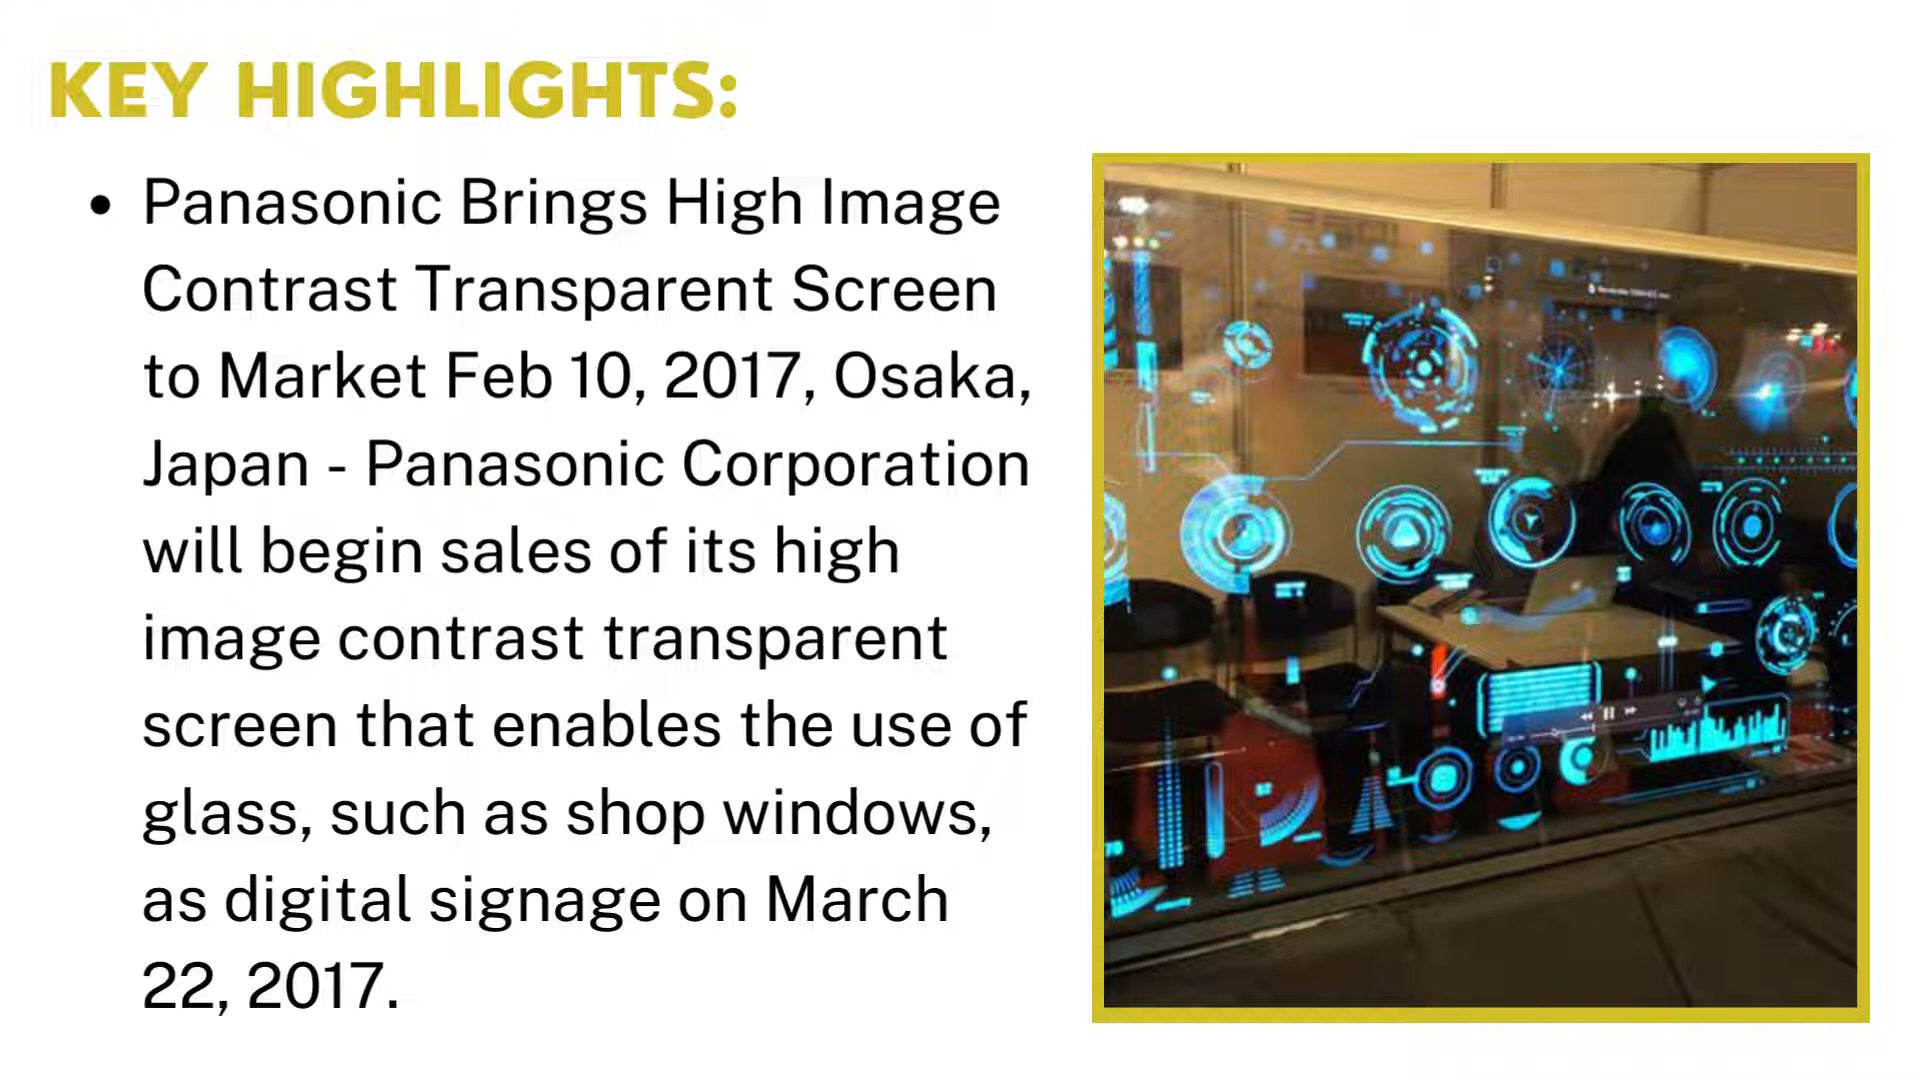 KEY HIGHLIGHTS:
• Panasonic Brings High Image
Contrast Transparent Screen
to Market Feb 10, 2017, Osaka,
Japan - Panasonic Corporation
will begin sales of its high
image contrast transparent
screen that enables the use of
glass, such as shop windows,
as digital signage on March
22, 2017.